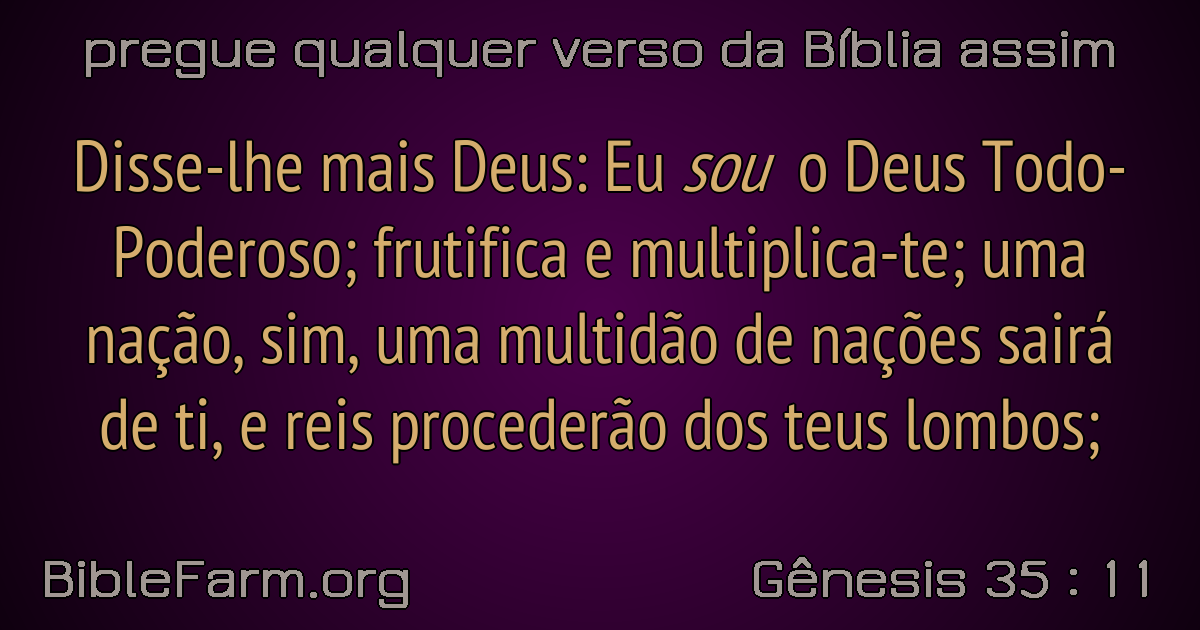 pregue qualquer verso da Bíblia assim
Disse-lhe mais Deus: Eu sou o Deus Todo-
Poderoso; frutifica e multiplica-te; uma
nação, sim, uma multidão de nações sairá
de ti, e reis procederão dos teus lombos;
BibleFarm.org
Gênesis 35 : 11